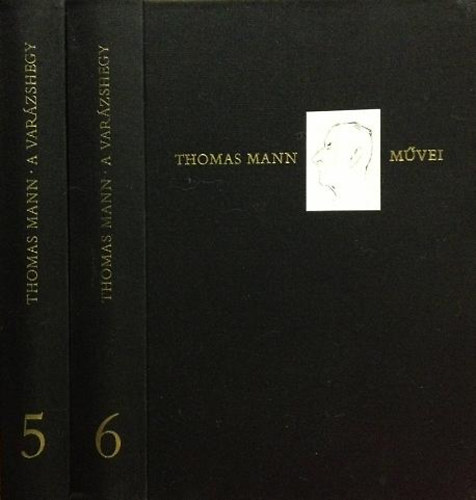 THOMAS MANN · A VARÁZSHEGY
5
THOMAS MANN · A VARÁZSHEGY
6
THOMAS MANN MŰVEI